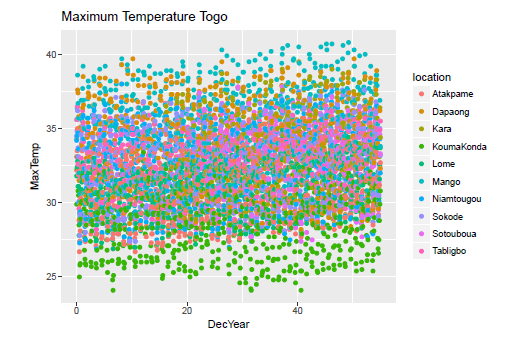 Maximum Temperature Togo
MaxTemp
40
35
30
25
0
20
40
DecYear
location
Atakpame
Dapaong
Kara
KoumaKonda
Lome
Mango
Niamtougou
Sokode
Sotouboua
Tabligbo